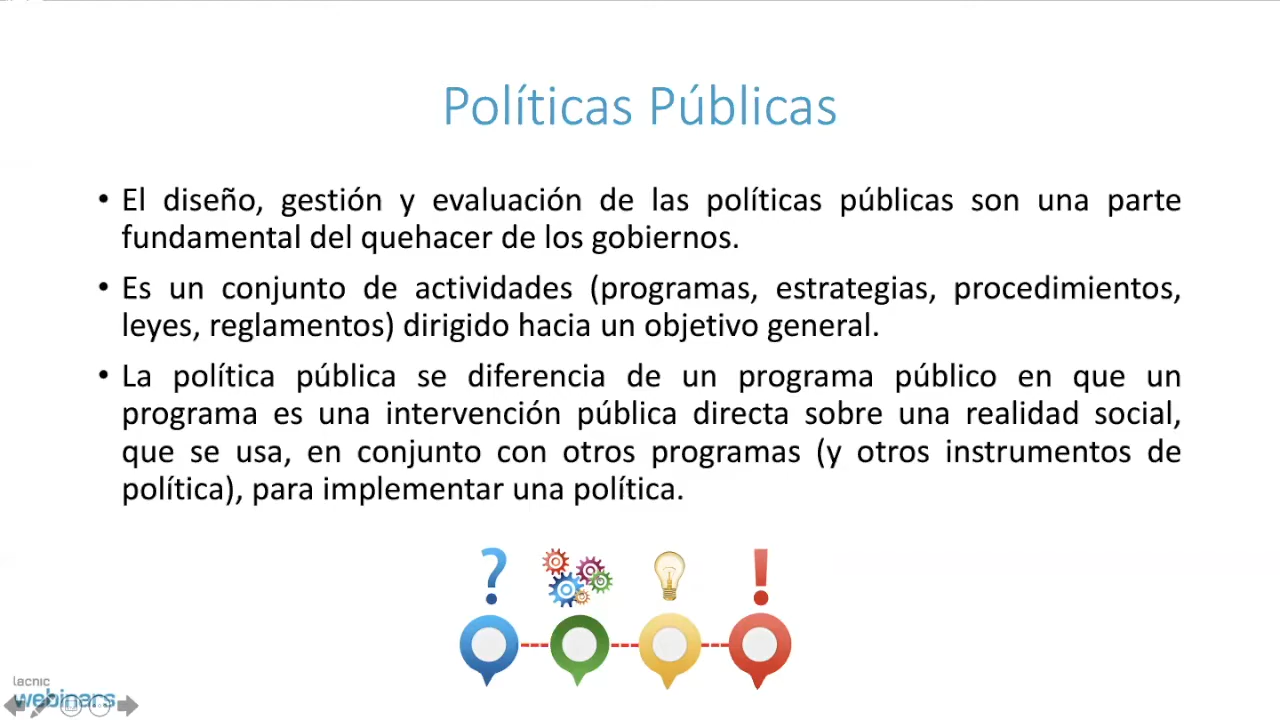 Políticas Públicas
• El diseño, gestión y evaluación de las políticas públicas son una parte
fundamental del quehacer de los gobiernos.
• Es un conjunto de actividades (programas, estrategias, procedimientos,
leyes, reglamentos) dirigido hacia un objetivo general.
• La política pública se diferencia de un programa público en que un
programa es una intervención pública directa sobre una realidad social,
que se usa, en conjunto con otros programas (y otros instrumentos de
política), para implementar una política.
? !
lacnic
webinars